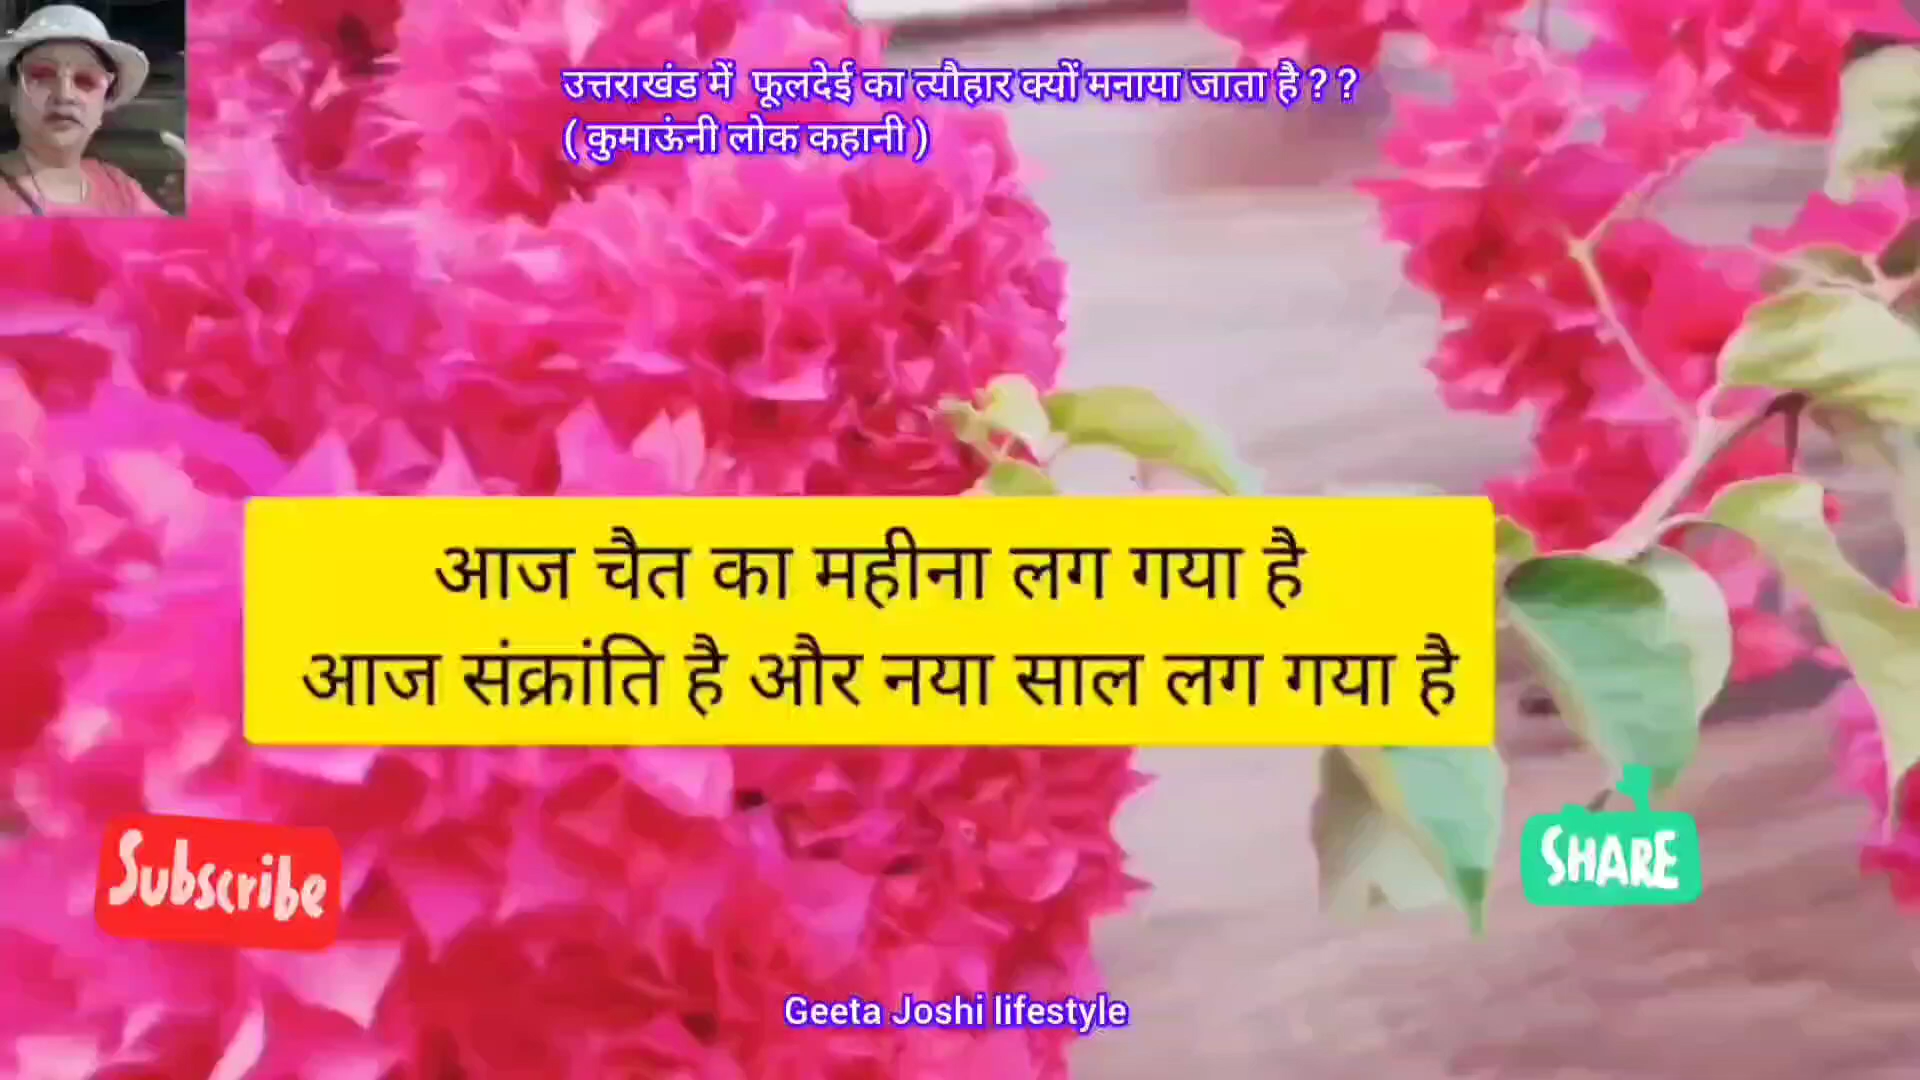 उत्तराखंड में फूलदेई का त्यौहार क्यों मनाया जाता है ? ?
( कुमाऊंनी लोक कहानी )
आज चैत का महीना लग गया है
आज संक्रांति है और नया साल लग गया है
Subscribe
SHARE
Geeta Joshi lifestyle